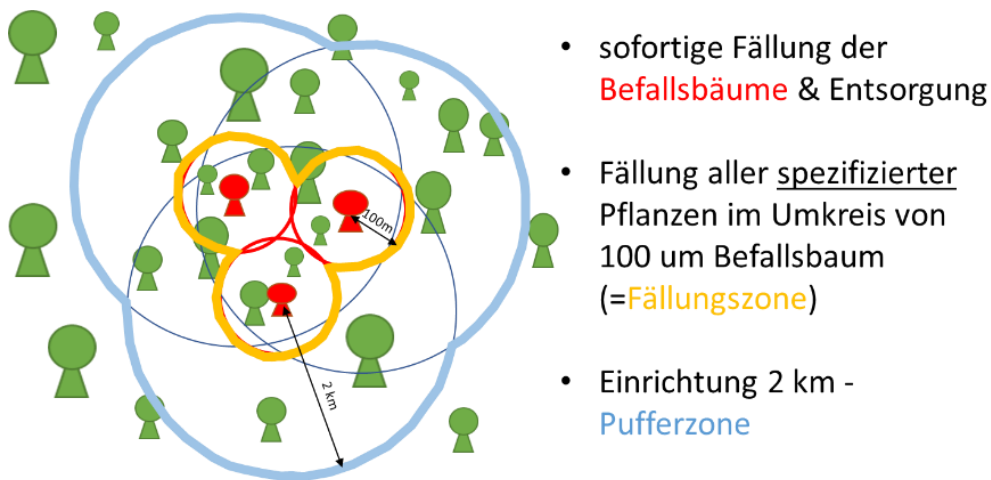 • sofortige Fällung der
Befallsbäume & Entsorgung
• Fällung aller spezifizierter
Pflanzen im Umkreis von
100 um Befallsbaum
(=Fällungszone)
• Einrichtung 2 km -
Pufferzone
100m
2 km